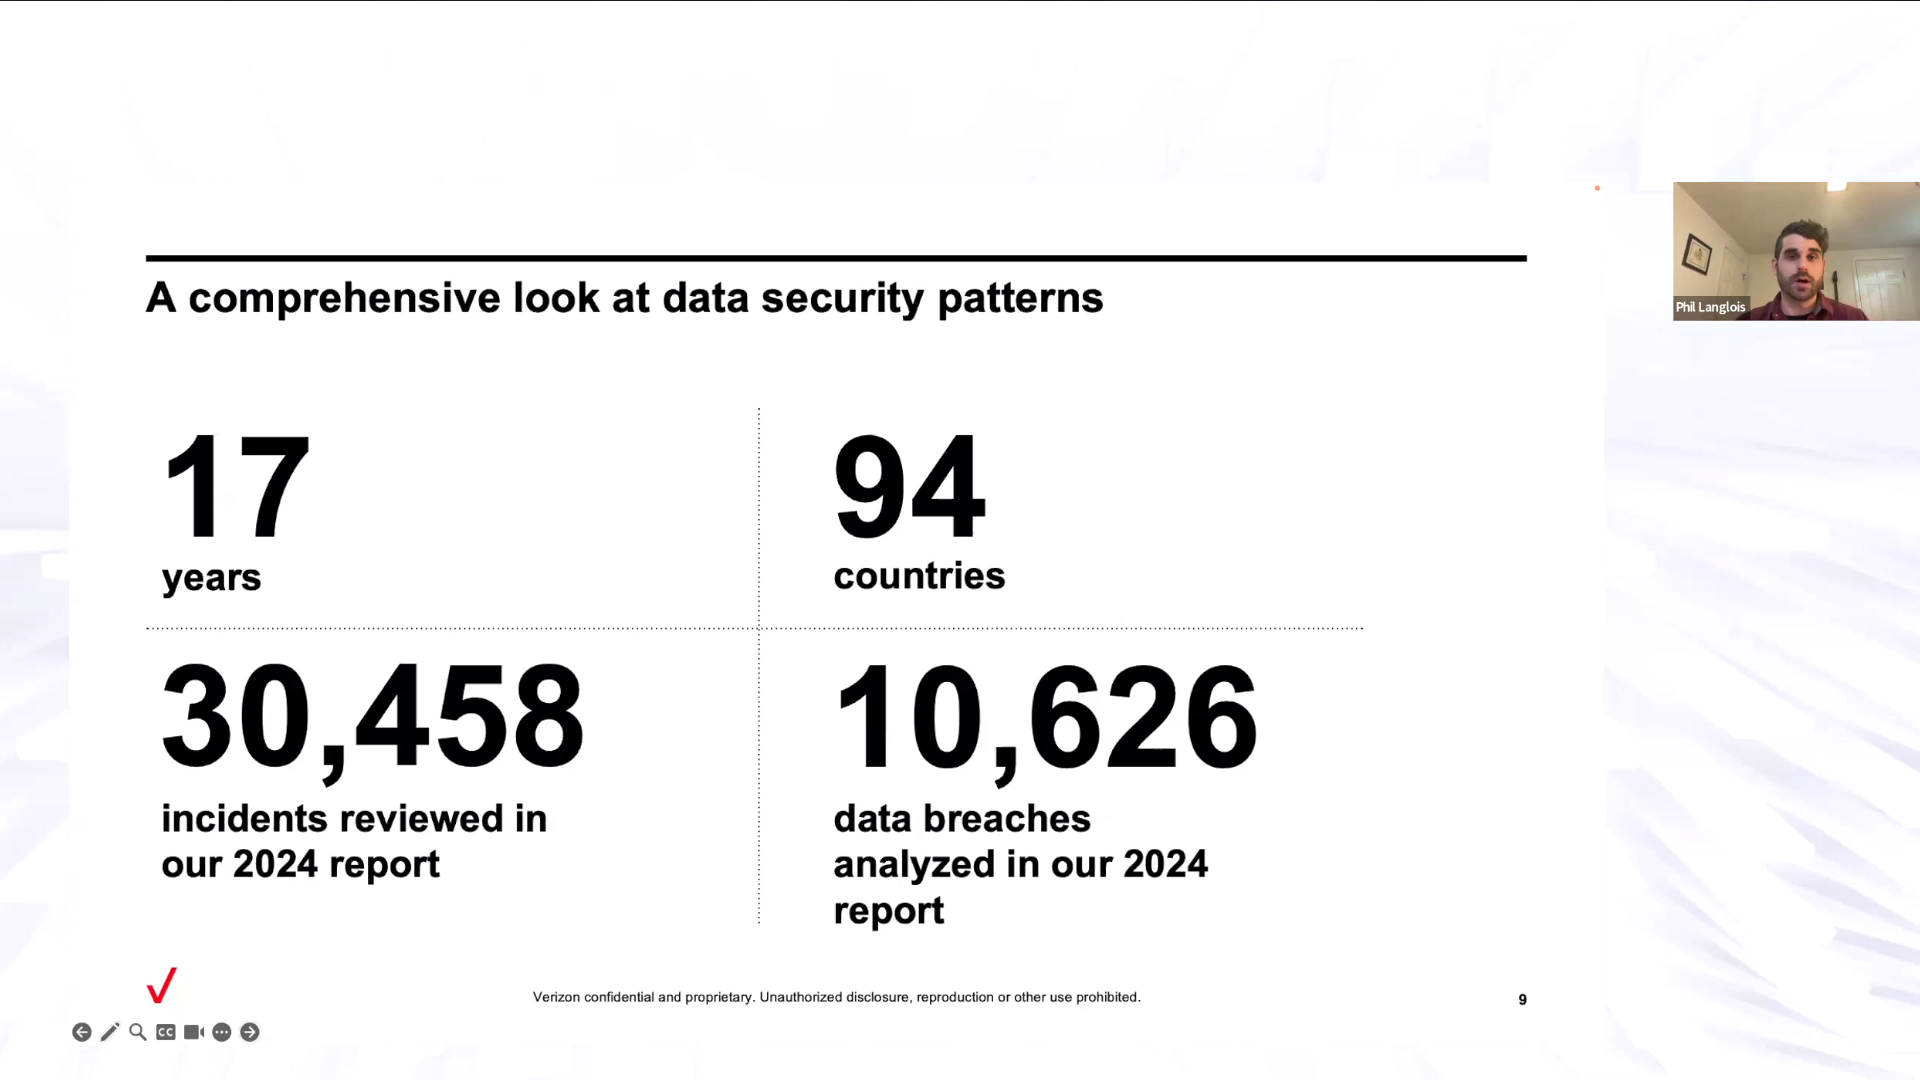 A comprehensive look at data security patterns
Phil Langlois
17
years
94
countries
30,458
incidents reviewed in
our 2024 report
10,626
data breaches
analyzed in our 2024
report
Verizon confidential and proprietary. Unauthorized disclosure, reproduction or other use prohibited.
9
CC